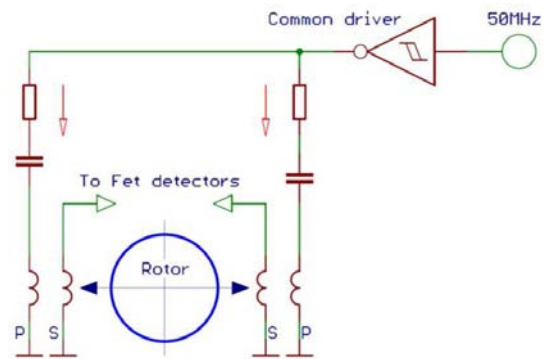 Common driver 50MHz
To Fet detectors
Rotor
P S S P